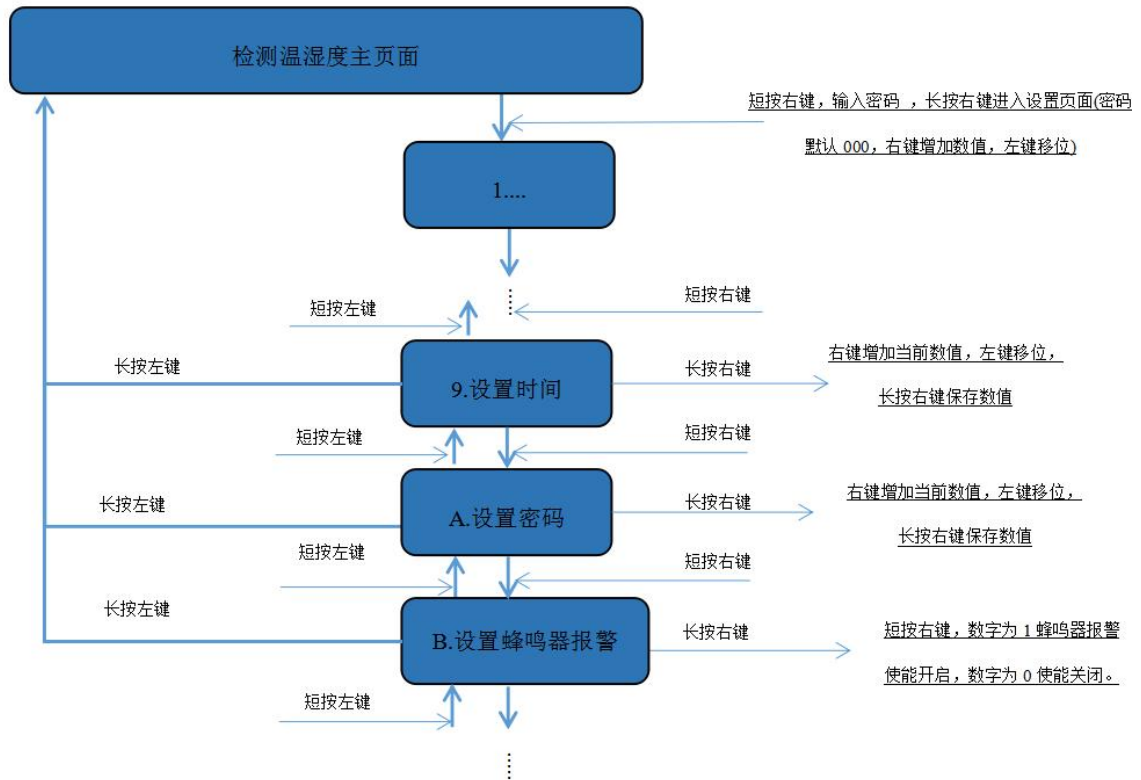 检测温湿度主页面
短按右键，输入密码 ，长按右键进入设置页面(密码
默认 000，右键增加数值，左键移位)
1....
短按左键
短按右键
长按左键
9.设置时间
长按右键
右键增加当前数值，左键移位，
长按右键保存数值
短按左键
短按右键
长按左键
A.设置密码
长按右键
右键增加当前数值，左键移位，
长按右键保存数值
短按左键
短按右键
长按左键
B.设置蜂鸣器报警
长按右键
短按右键，数字为 1 蜂鸣器报警
使能开启，数字为 0 使能关闭。
短按左键